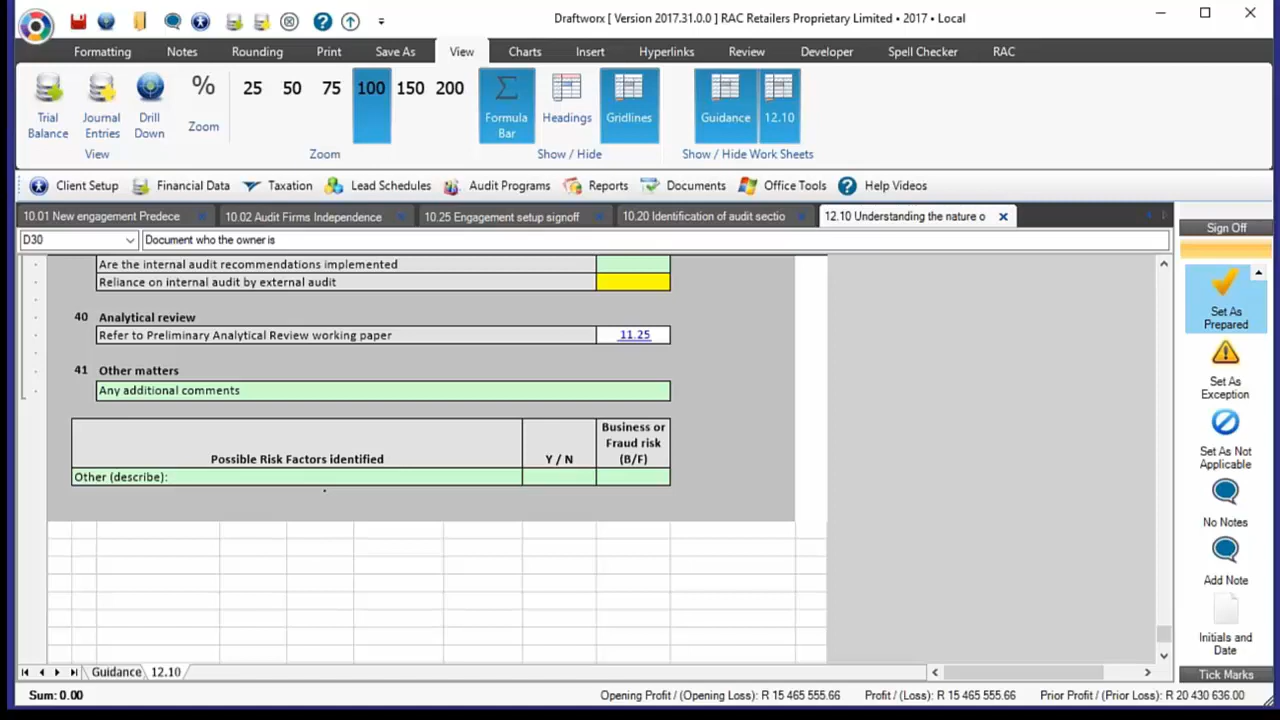 Draftworx [ Version 2017.31.0.0 ] RAC Retailers Proprietary Limited • 2017 • Local
Formatting Notes Rounding Print Save As View Charts Insert Hyperlinks Review Developer Spell Checker RAC
Trial Balance
Journal Entries
Drill Down
%
Zoom
25 50 75 100 150 200
Formula Bar
Headings
Gridlines
Guidance
12.10
View Zoom Show / Hide Show / Hide Work Sheets
Client Setup Financial Data Taxation Lead Schedules Audit Programs Reports Documents Office Tools Help Videos
10.01 New engagement Predece 10.02 Audit Firms Independence 10.25 Engagement setup signoff 10.20 Identification of audit sectio 12.10 Understanding the nature o
D30 Document who the owner is
Are the internal audit recommendations implemented
Reliance on internal audit by external audit
40 Analytical review
Refer to Preliminary Analytical Review working paper 11.25
41 Other matters
Any additional comments
Possible Risk Factors identified Y / N Business or Fraud risk (B/F)
Other (describe):
Sign Off
Set As Prepared
Set As Exception
Set As Not Applicable
No Notes
Add Note
Initials and Date
Tick Marks
Guidance 12.10
Sum: 0.00 Opening Profit / (Opening Loss): R 15 465 555.66 Profit / (Loss): R 15 465 555.66 Prior Profit / (Prior Loss): R 20 430 636.00